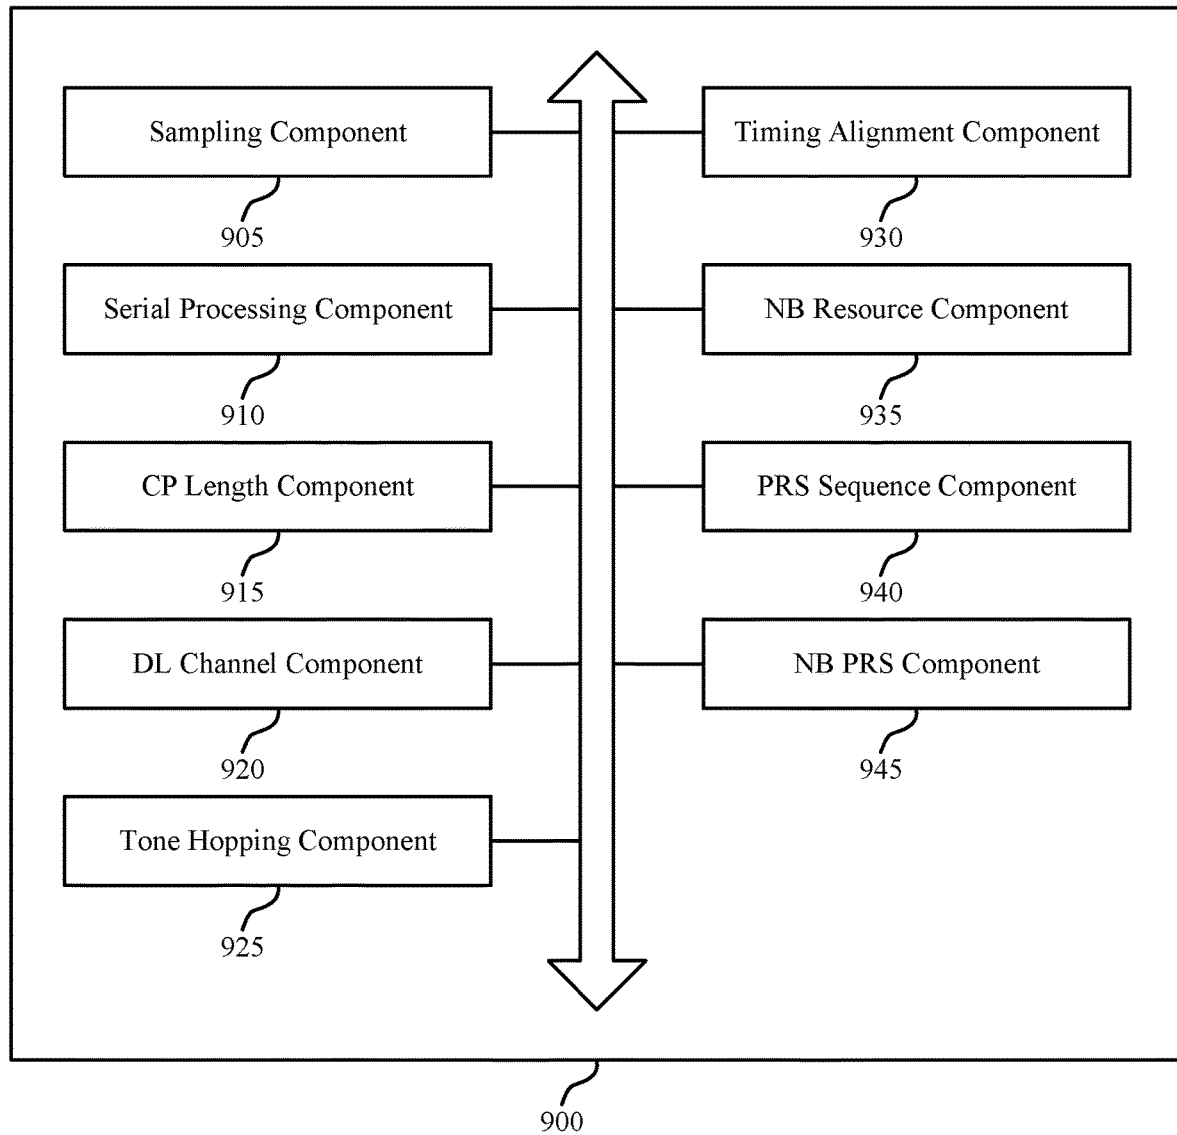 Sampling Component
905
Timing Alignment Component
930
Serial Processing Component
910
NB Resource Component
935
CP Length Component
915
PRS Sequence Component
940
DL Channel Component
920
NB PRS Component
945
Tone Hopping Component
925
900